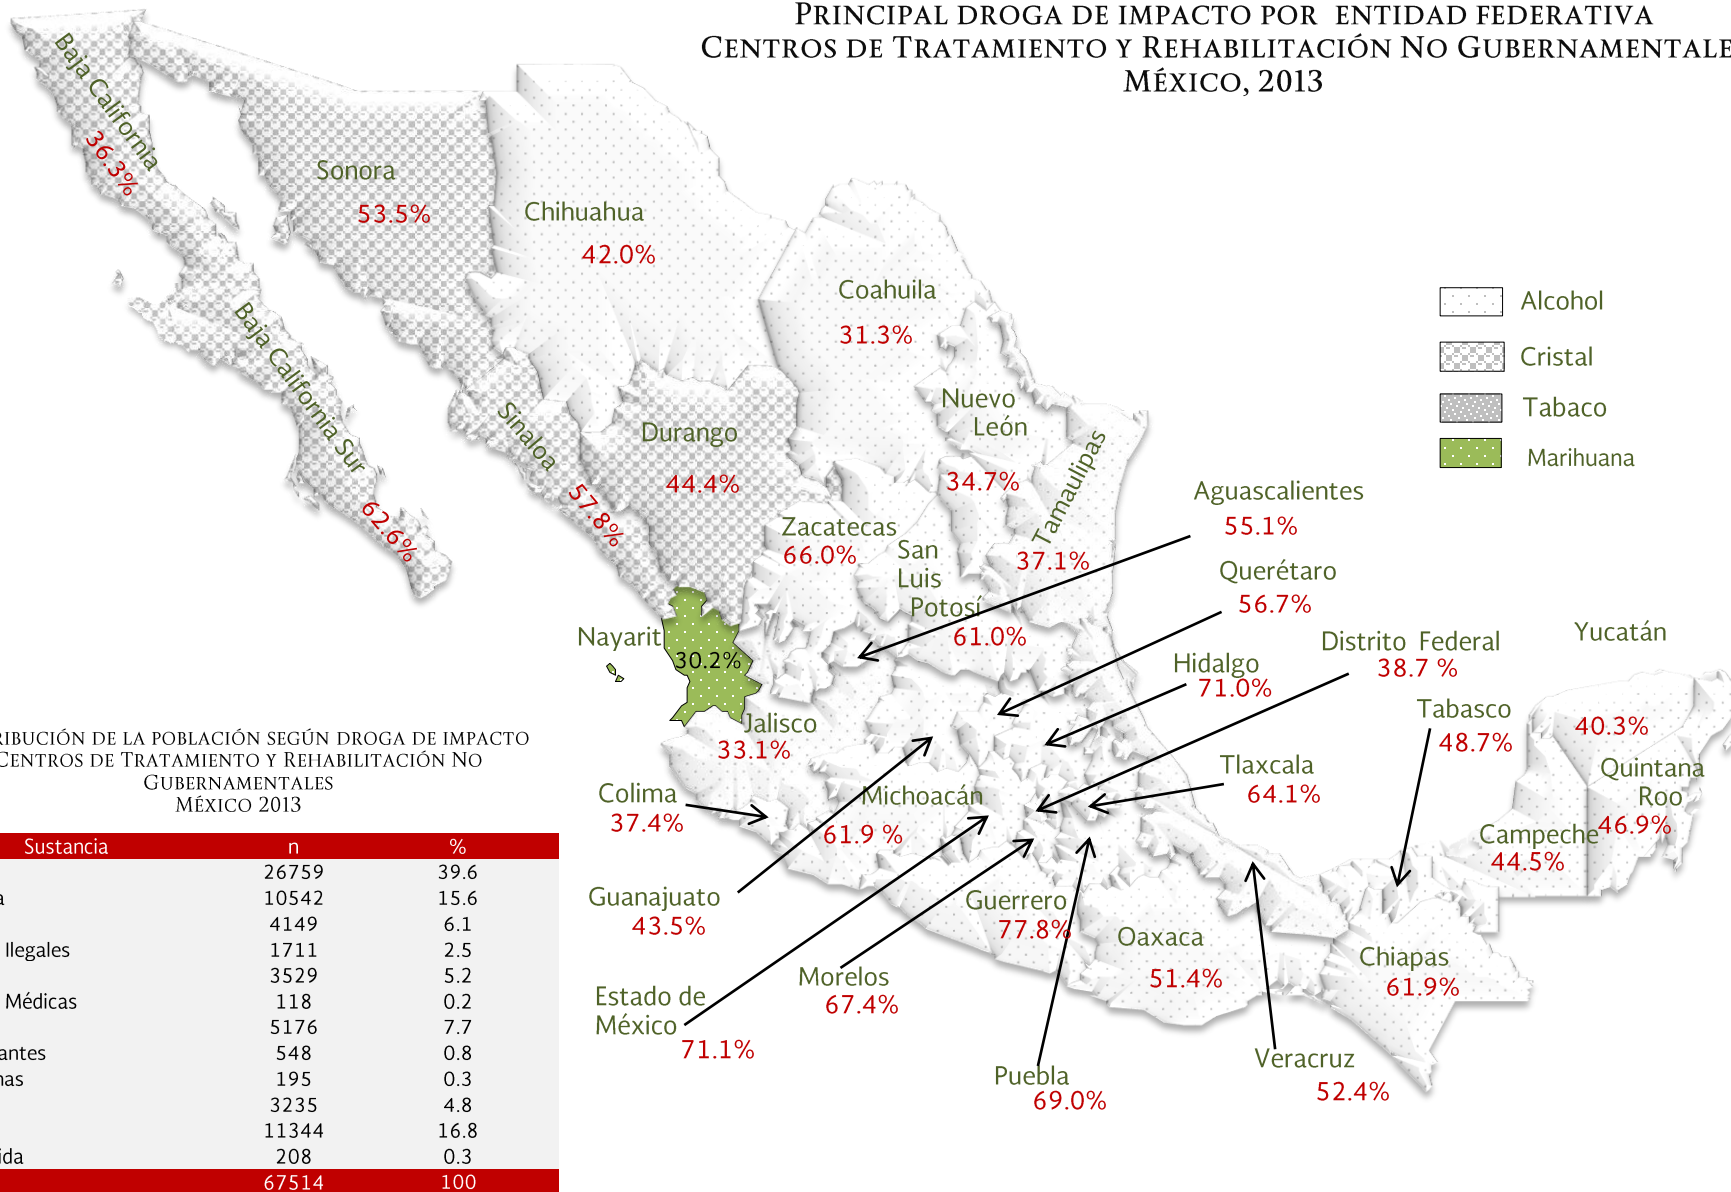 PRINCIPAL DROGA DE IMPACTO POR ENTIDAD FEDERATIVA
CENTROS DE TRATAMIENTO Y REHABILITACIÓN NO GUBERNAMENTALE
MÉXICO, 2013
Baja California
36.3%
Sonora
53.5%
Chihuahua
42.0%
Coahuila
31.3%
Alcohol
Cristal
Tabaco
Marihuana
Baja California Sur
62.6%
Sinaloa
57.8%
Durango
44.4%
Nuevo
León
34.7%
Tamaulipas
37.1%
Zacatecas
66.0%
San
Luis
Potosí
61.0%
Aguascalientes
55.1%
Querétaro
56.7%
Hidalgo
71.0%
Distrito Federal
38.7 %
Yucatán
40.3%
Nayarit
30.2%
Jalisco
33.1%
Tabasco
48.7%
Quintana
Roo
46.9%
Campeche
44.5%
Tlaxcala
64.1%
Colima
37.4%
Michoacán
61.9 %
Guanajuato
43.5%
Guerrero
77.8%
Oaxaca
51.4%
Chiapas
61.9%
Morelos
67.4%
Estado de
México
71.1%
Puebla
69.0%
Veracruz
52.4%
RIBUCIÓN DE LA POBLACIÓN SEGÚN DROGA DE IMPACTO
CENTROS DE TRATAMIENTO Y REHABILITACIÓN NO
GUBERNAMENTALES
MÉXICO 2013
Sustancia n %
26759 39.6
a 10542 15.6
4149 6.1
Ilegales 1711 2.5
3529 5.2
Médicas 118 0.2
5176 7.7
antes 548 0.8
nas 195 0.3
3235 4.8
11344 16.8
ida 208 0.3
67514 100